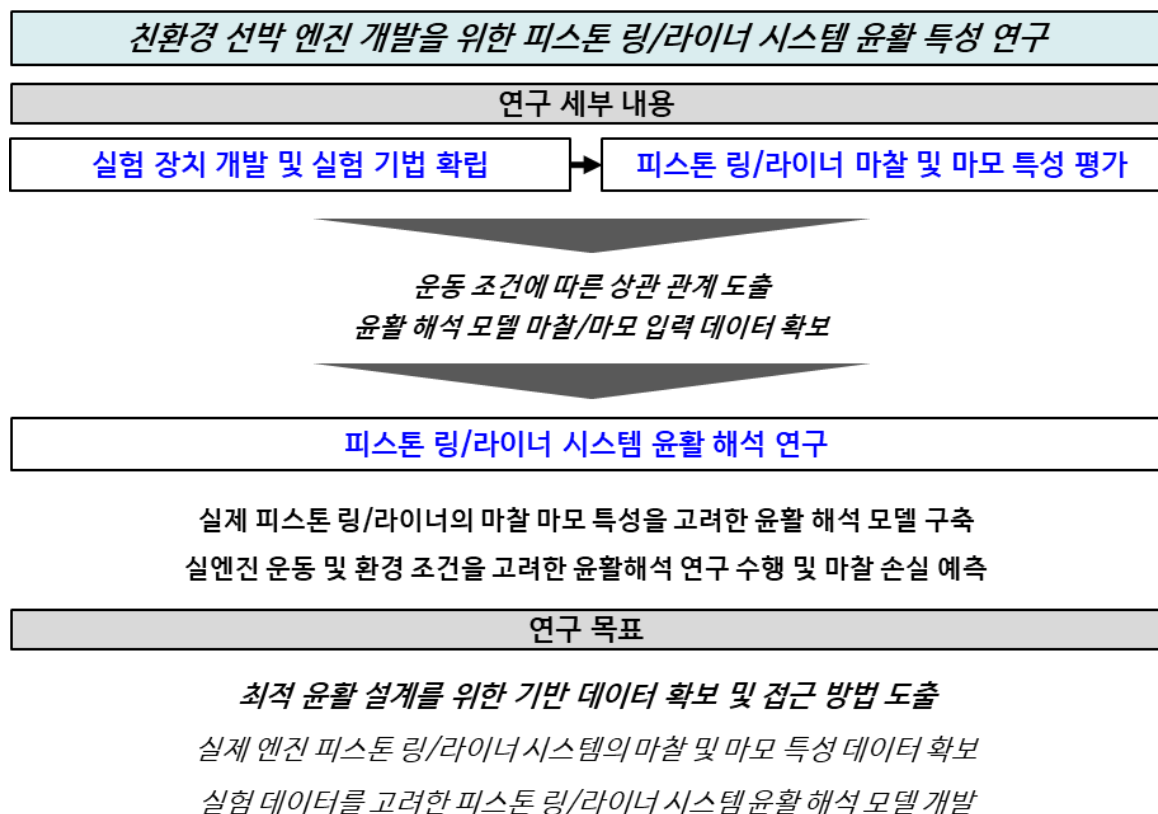 친환경 선박 엔진 개발을 위한 피스톤 링/라이너 시스템 윤활 특성 연구
연구 세부 내용
실험 장치 개발 및 실험 기법 확립
피스톤 링/라이너 마찰 및 마모 특성 평가
운동 조건에 따른 상관 관계 도출
윤활 해석 모델 마찰/마모 입력 데이터 확보
피스톤 링/라이너 시스템 윤활 해석 연구
실제 피스톤 링/라이너의 마찰 마모 특성을 고려한 윤활 해석 모델 구축
실엔진 운동 및 환경 조건을 고려한 윤활해석 연구 수행 및 마찰 손실 예측
연구 목표
최적 윤활 설계를 위한 기반 데이터 확보 및 접근 방법 도출
실제 엔진 피스톤 링/라이너 시스템의 마찰 및 마모 특성 데이터 확보
실험 데이터를 고려한 피스톤 링/라이너 시스템 윤활 해석 모델 개발